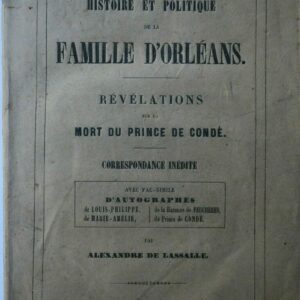 HISTOIRE ET POLITIQUE
DE LA
FAMILLE D'ORLÉANS.
RÉVÉLATIONS
SUR LA
MORT DU PRINCE DE CONDÉ.
CORRESPONDANCE INÉDITE
AVEC FAC-SIMILE
D'AUTOGRAPHES
de LOUIS-PHILIPPE, de la Baronne de FEUCHÈRES,
de MARIE-AMÉLIE, du Prince de CONDÉ.
PAR
ALEXANDRE DE LASSALLE.